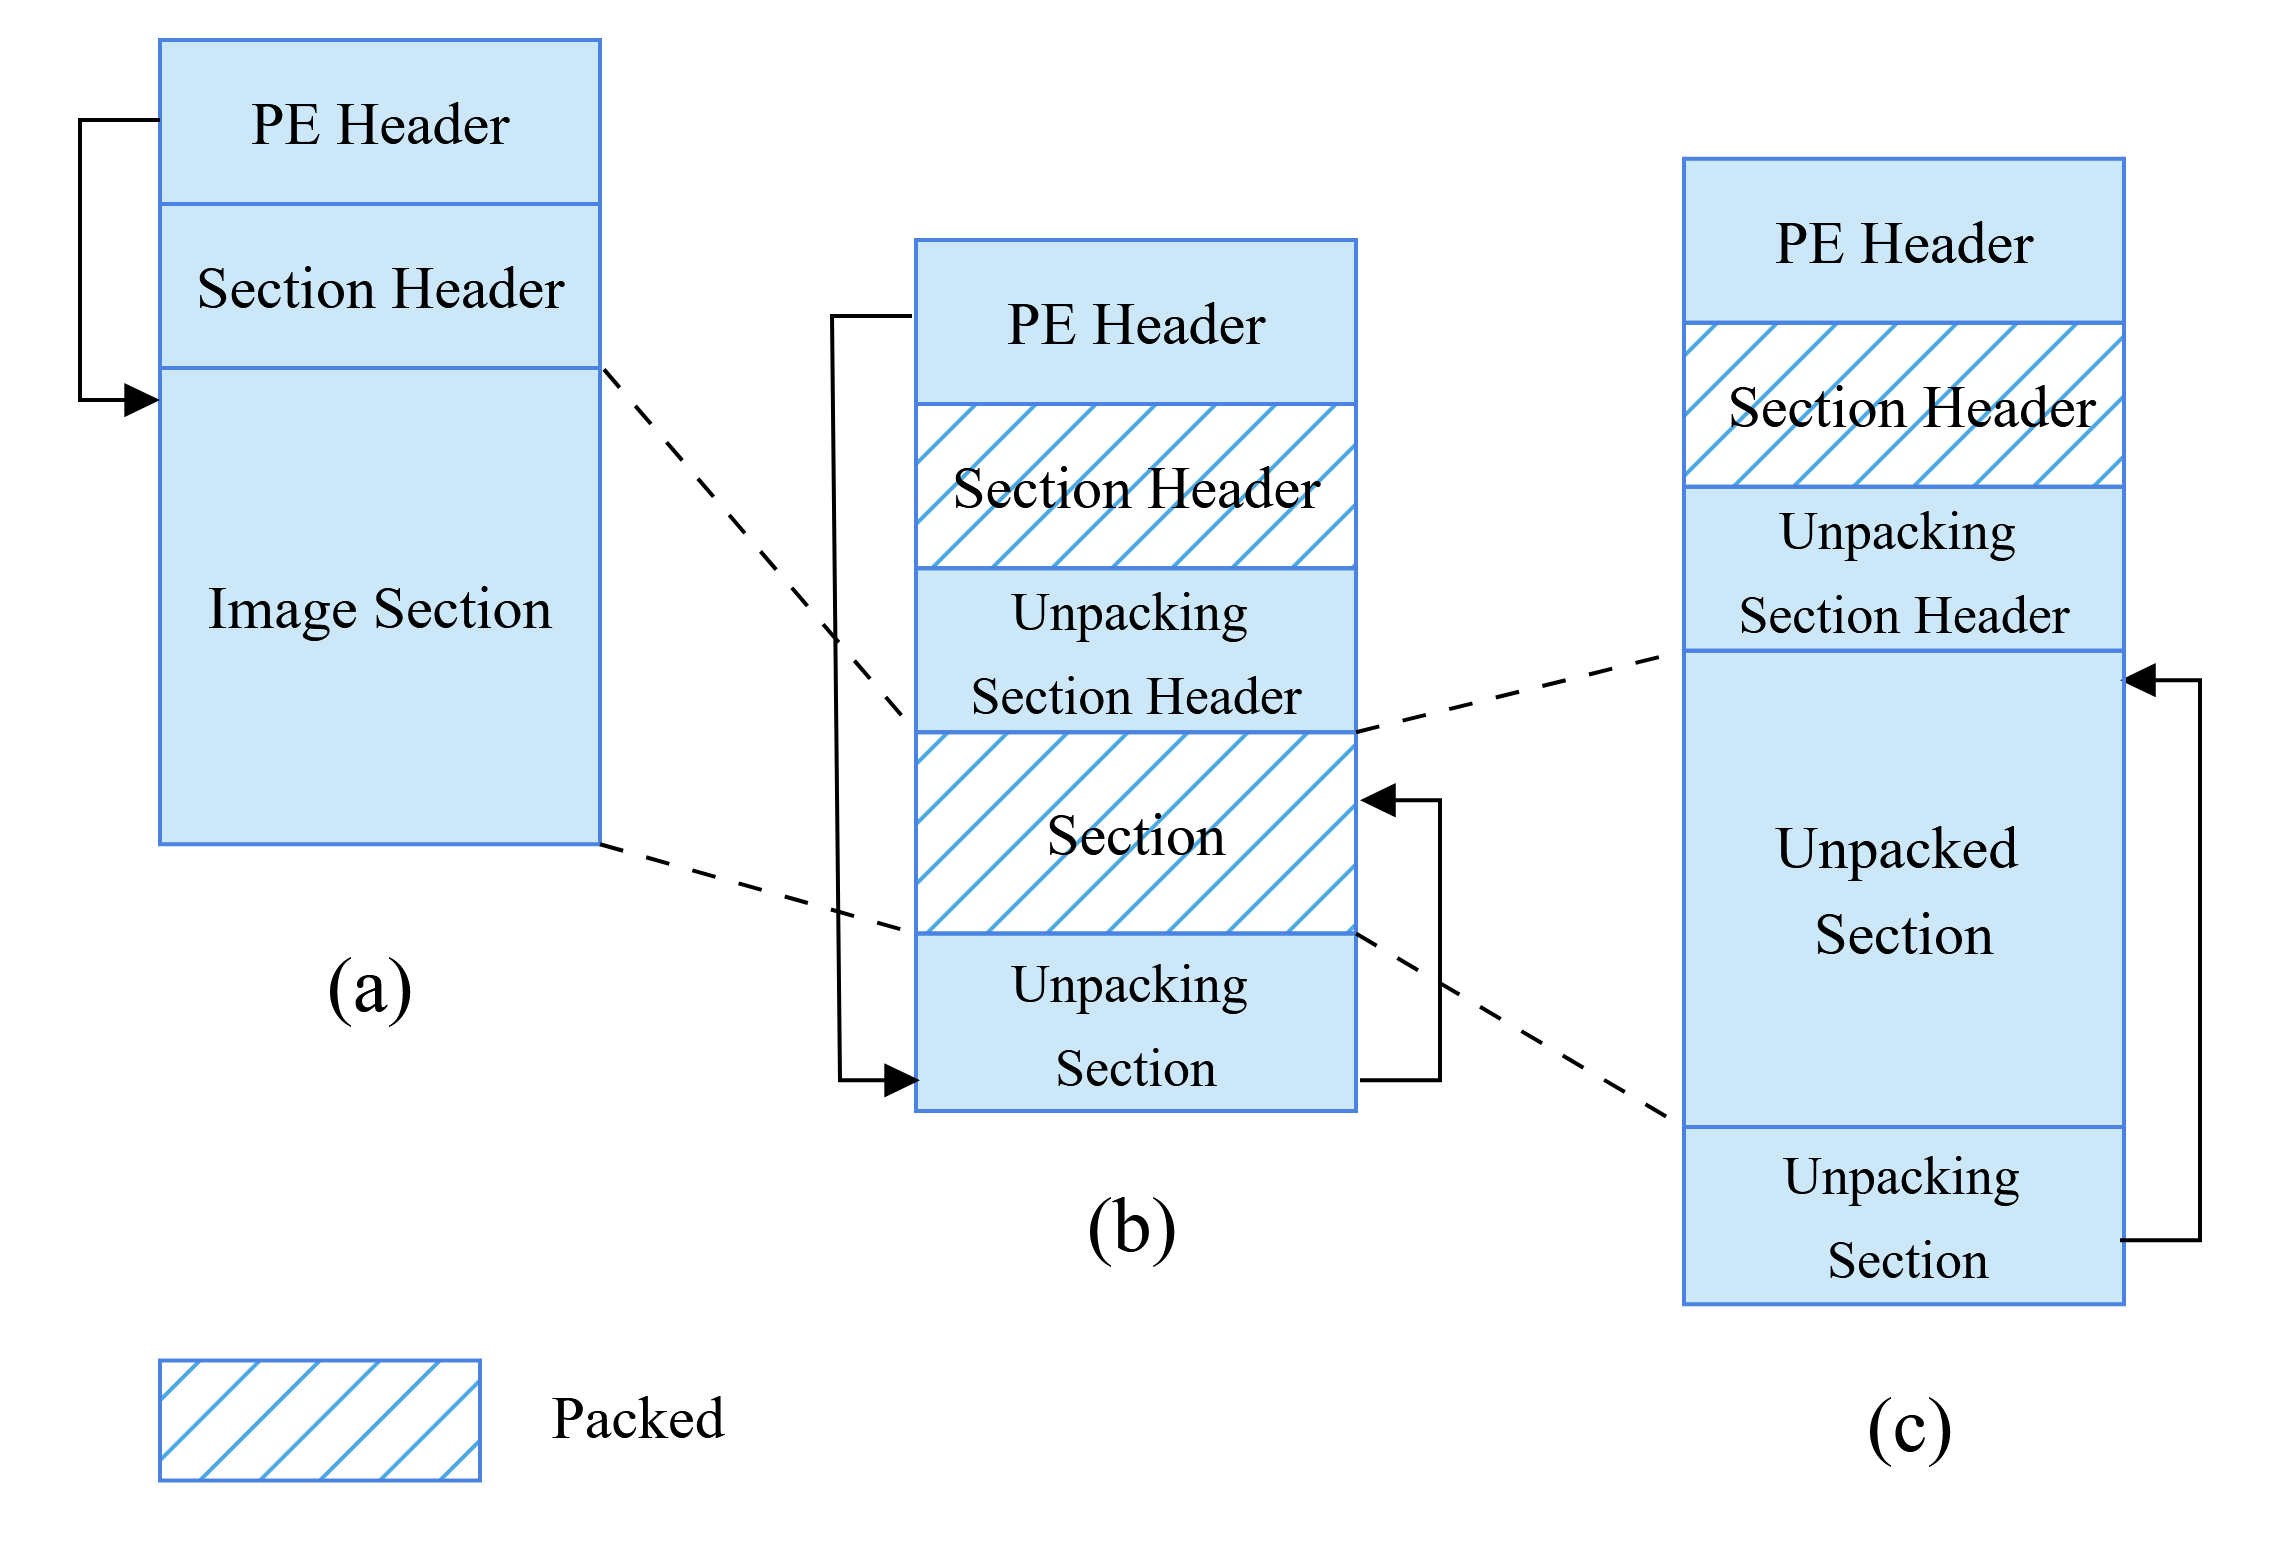 PE Header
Section Header
Image Section
(a)
PE Header
Section Header
Unpacking
Section Header
Section
Unpacking
Section
(b)
PE Header
Section Header
Unpacking
Section Header
Unpacked
Section
Unpacking
Section
(c)
Packed